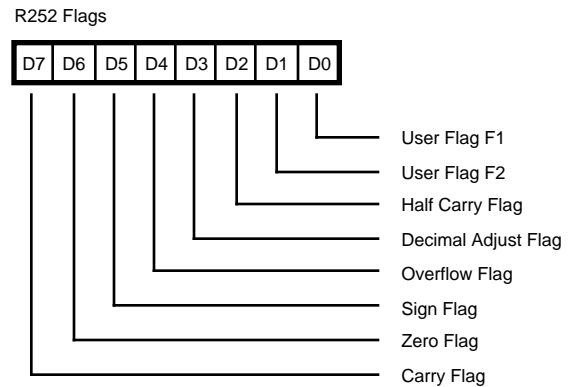 R252 Flags
D7 D6 D5 D4 D3 D2 D1 D0
User Flag F1
User Flag F2
Half Carry Flag
Decimal Adjust Flag
Overflow Flag
Sign Flag
Zero Flag
Carry Flag